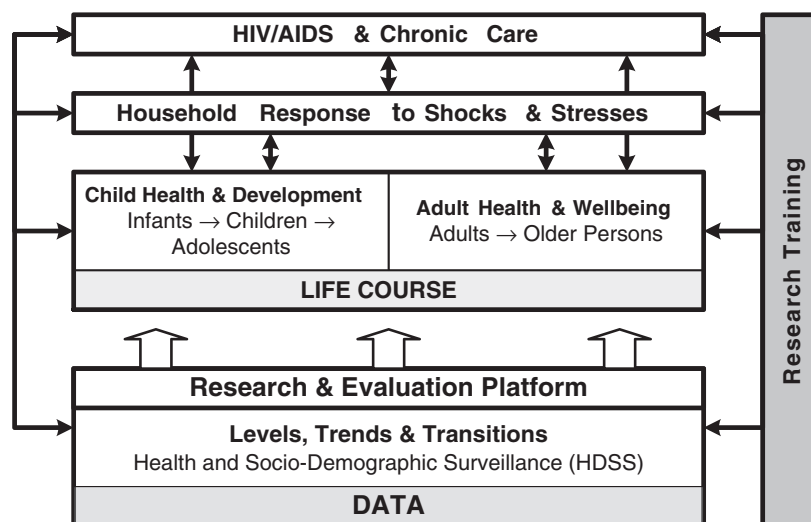 HIV/AIDS & Chronic Care
Household Response to Shocks & Stresses
Child Health & Development
Infants → Children →
Adolescents
Adult Health & Wellbeing
Adults → Older Persons
LIFE COURSE
Research & Evaluation Platform
Levels, Trends & Transitions
Health and Socio-Demographic Surveillance (HDSS)
DATA
Research Training